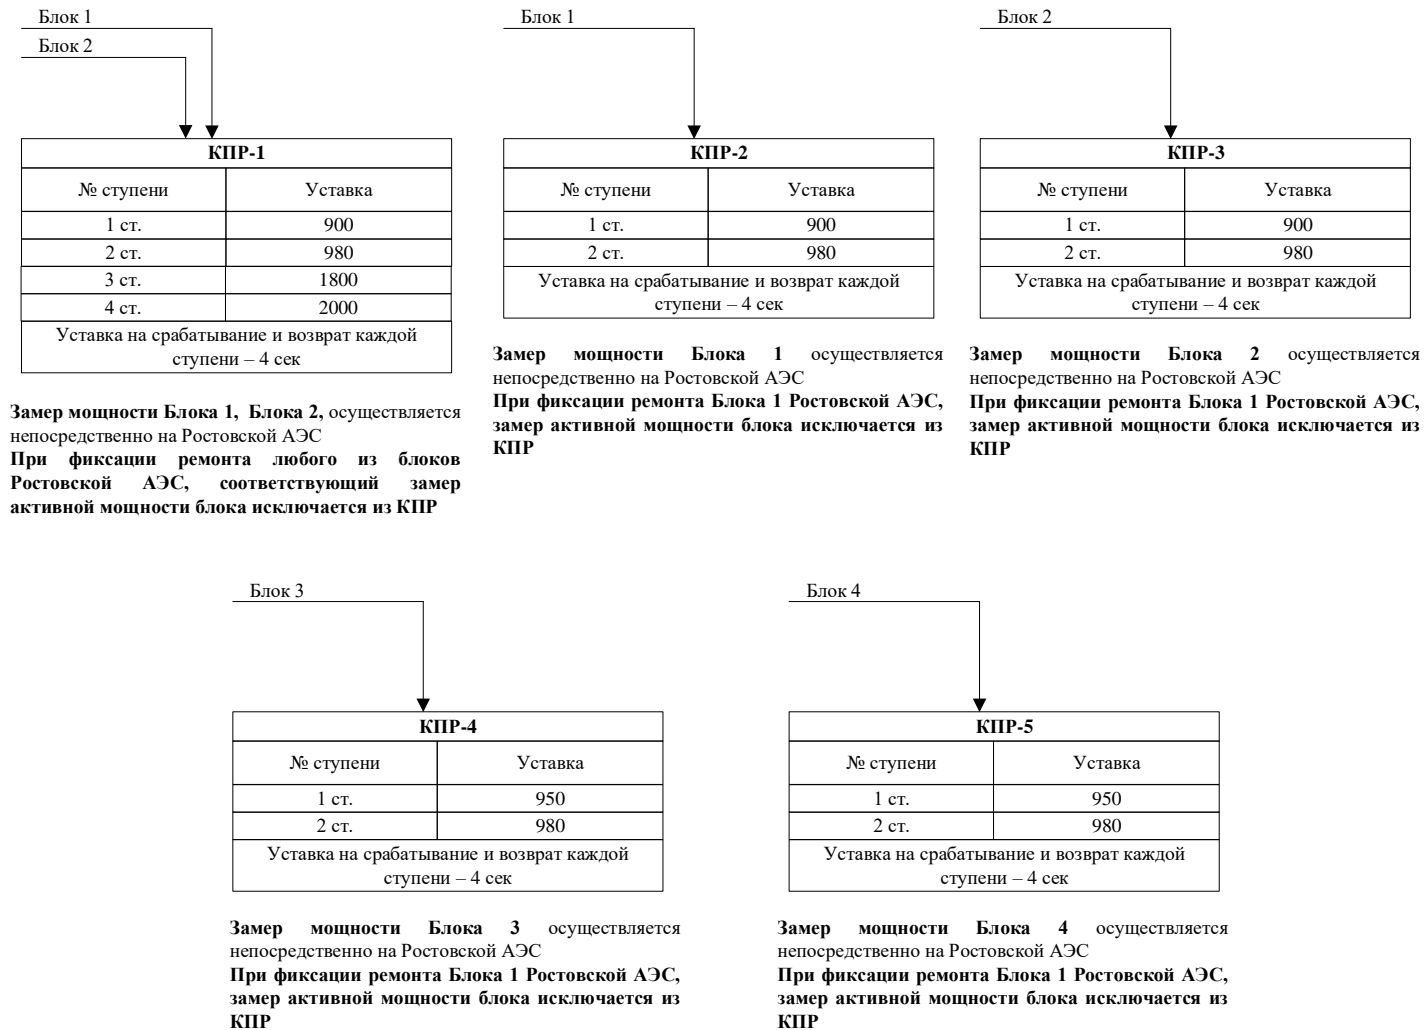 Блок 1
Блок 2
КПР-1
№ ступени Уставка
1 ст. 900
2 ст. 980
3 ст. 1800
4 ст. 2000
Уставка на срабатывание и возврат каждой
ступени – 4 сек
Замер мощности Блока 1, Блока 2, осуществляется
непосредственно на Ростовской АЭС
При фиксации ремонта любого из блоков
Ростовской АЭС, соответствующий замер
активной мощности блока исключается из КПР
Блок 1
КПР-2
№ ступени Уставка
1 ст. 900
2 ст. 980
Уставка на срабатывание и возврат каждой
ступени – 4 сек
Замер мощности Блока 1 осуществляется
непосредственно на Ростовской АЭС
При фиксации ремонта Блока 1 Ростовской АЭС,
замер активной мощности блока исключается из
КПР
Блок 2
КПР-3
№ ступени Уставка
1 ст. 900
2 ст. 980
Уставка на срабатывание и возврат каждой
ступени – 4 сек
Замер мощности Блока 2 осуществляется
непосредственно на Ростовской АЭС
При фиксации ремонта Блока 1 Ростовской АЭС,
замер активной мощности блока исключается из
КПР
Блок 3
КПР-4
№ ступени Уставка
1 ст. 950
2 ст. 980
Уставка на срабатывание и возврат каждой
ступени – 4 сек
Замер мощности Блока 3 осуществляется
непосредственно на Ростовской АЭС
При фиксации ремонта Блока 1 Ростовской АЭС,
замер активной мощности блока исключается из
КПР
Блок 4
КПР-5
№ ступени Уставка
1 ст. 950
2 ст. 980
Уставка на срабатывание и возврат каждой
ступени – 4 сек
Замер мощности Блока 4 осуществляется
непосредственно на Ростовской АЭС
При фиксации ремонта Блока 1 Ростовской АЭС,
замер активной мощности блока исключается из
КПР